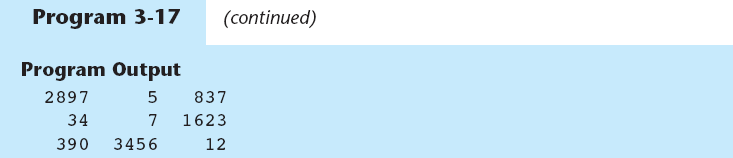 Program 3-17 (continued)
Program Output
2897 5 837
34 7 1623
390 3456 12